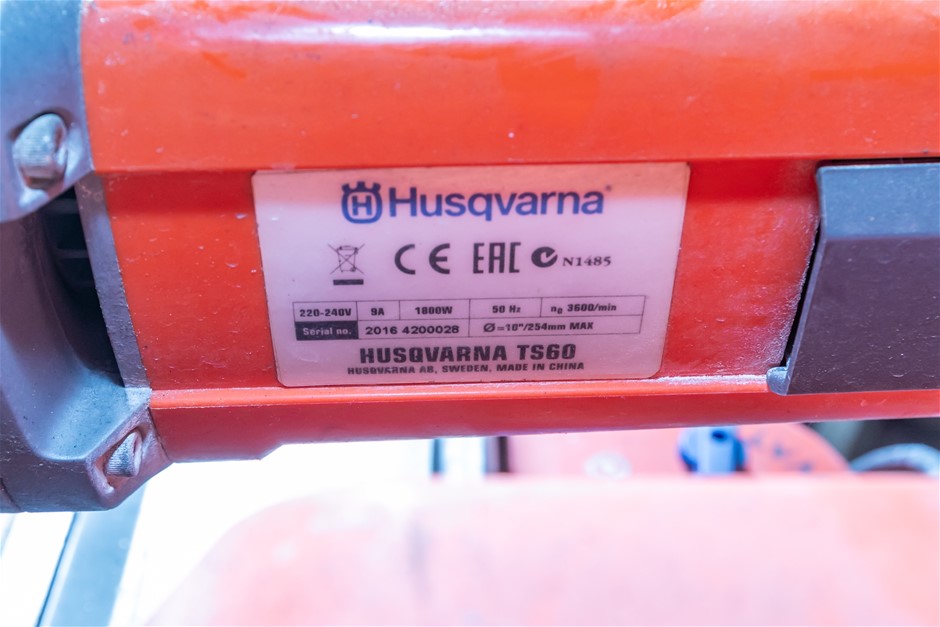 Husqvarna
CE EAC N1485
220-240V 9A 1800W 50 Hz n₀ 3600/min
Serial no. 2016 4200028 Ø=10"/254mm MAX
HUSQVARNA TS60
HUSQVARNA AB, SWEDEN, MADE IN CHINA